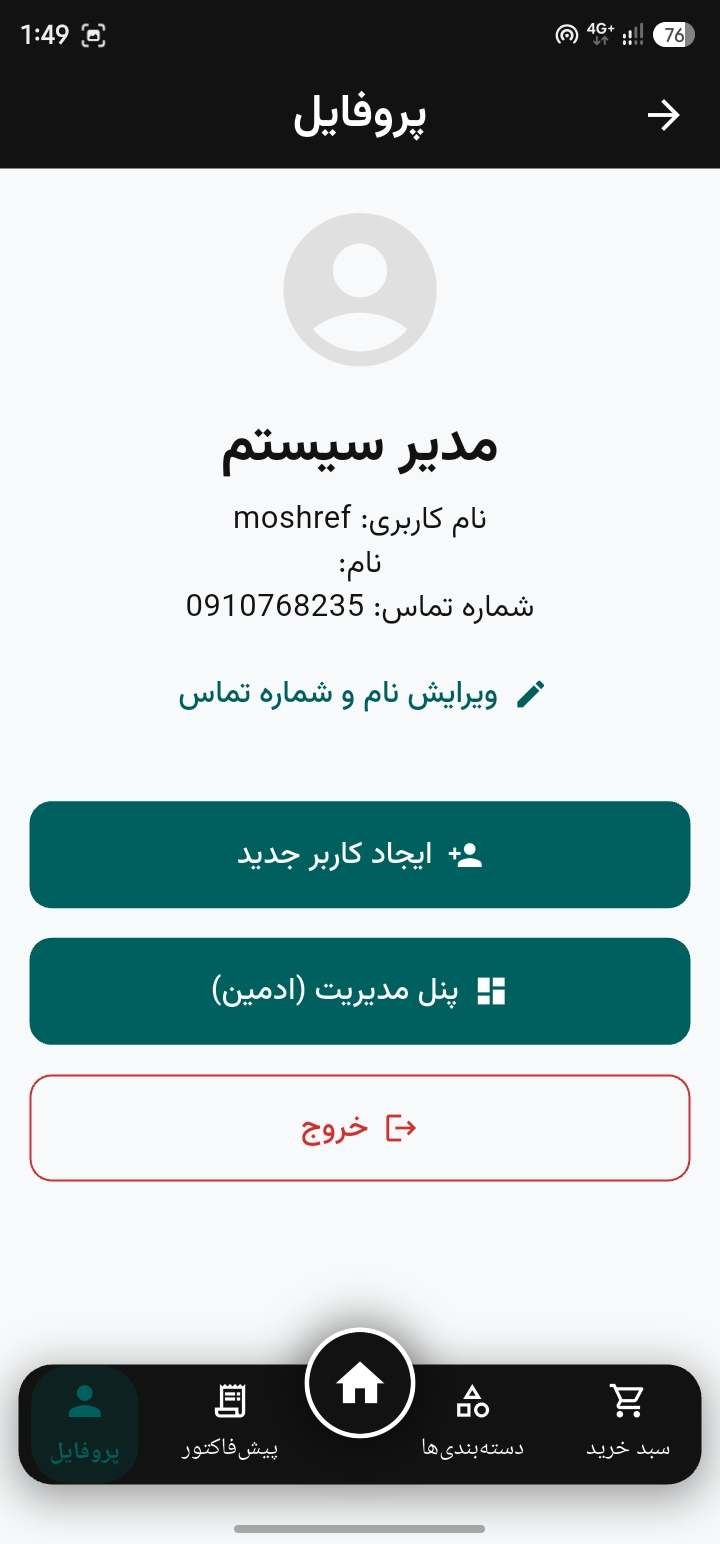 1:49
4G+
76
پروفایل
مدیر سیستم
نام کاربری: moshref
نام:
شماره تماس: 0910768235
ویرایش نام و شماره تماس
ایجاد کاربر جدید
پنل مدیریت (ادمین)
خروج
سبد خرید
دسته‌بندی‌ها
پیش‌فاکتور
پروفایل